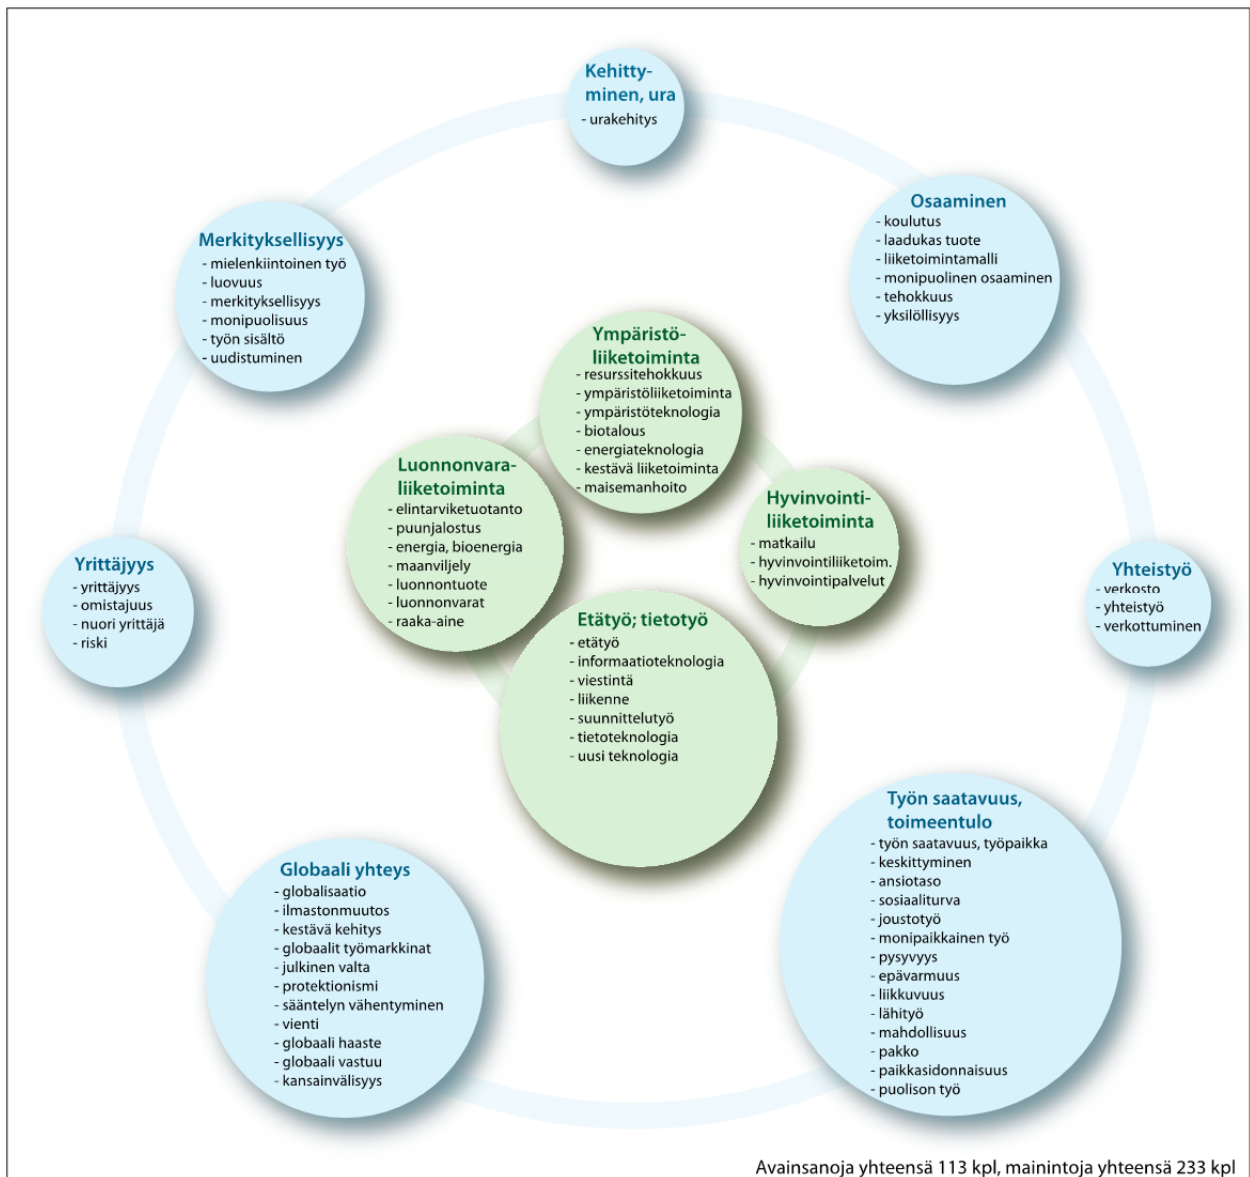 Kehitty-
minen, ura
- urakehitys
Osaaminen
- koulutus
- laadukas tuote
- liiketoimintamalli
- monipuolinen osaaminen
- tehokkuus
- yksilöllisyys
Merkityksellisyys
- mielenkiintoinen työ
- luovuus
- merkityksellisyys
- monipuolisuus
- työn sisältö
- uudistuminen
Ympäristö-
liiketoiminta
- resurssitehokkuus
- ympäristöliiketoiminta
- ympäristöteknologia
- biotalous
- energiateknologia
- kestävä liiketoiminta
- maisemanhoito
Luonnonvara-
liiketoiminta
- elintarviketuotanto
- puunjalostus
- energia, bioenergia
- maanviljely
- luonnontuote
- luonnonvarat
- raaka-aine
Hyvinvointi-
liiketoiminta
- matkailu
- hyvinvointiliiketoim.
- hyvinvointipalvelut
Yrittäjyys
- yrittäjyys
- omistajuus
- nuori yrittäjä
- riski
Yhteistyö
- verkosto
- yhteistyö
- verkottuminen
Etätyö; tietotyö
- etätyö
- informaatioteknologia
- viestintä
- liikenne
- suunnittelutyö
- tietoteknologia
- uusi teknologia
Työn saatavuus,
toimeentulo
- työn saatavuus, työpaikka
- keskittyminen
- ansiotaso
- sosiaaliturva
- joustotyö
- monipaikkainen työ
- pysyvyys
- epävarmuus
- liikkuvuus
- lähityö
- mahdollisuus
- pakko
- paikkasidonnaisuus
- puolison työ
Globaali yhteys
- globalisaatio
- ilmastonmuutos
- kestävä kehitys
- globaalit työmarkkinat
- julkinen valta
- protektionismi
- sääntelyn vähentyminen
- vienti
- globaali haaste
- globaali vastuu
- kansainvälisyys
Avainsanoja yhteensä 113 kpl, mainintoja yhteensä 233 kpl